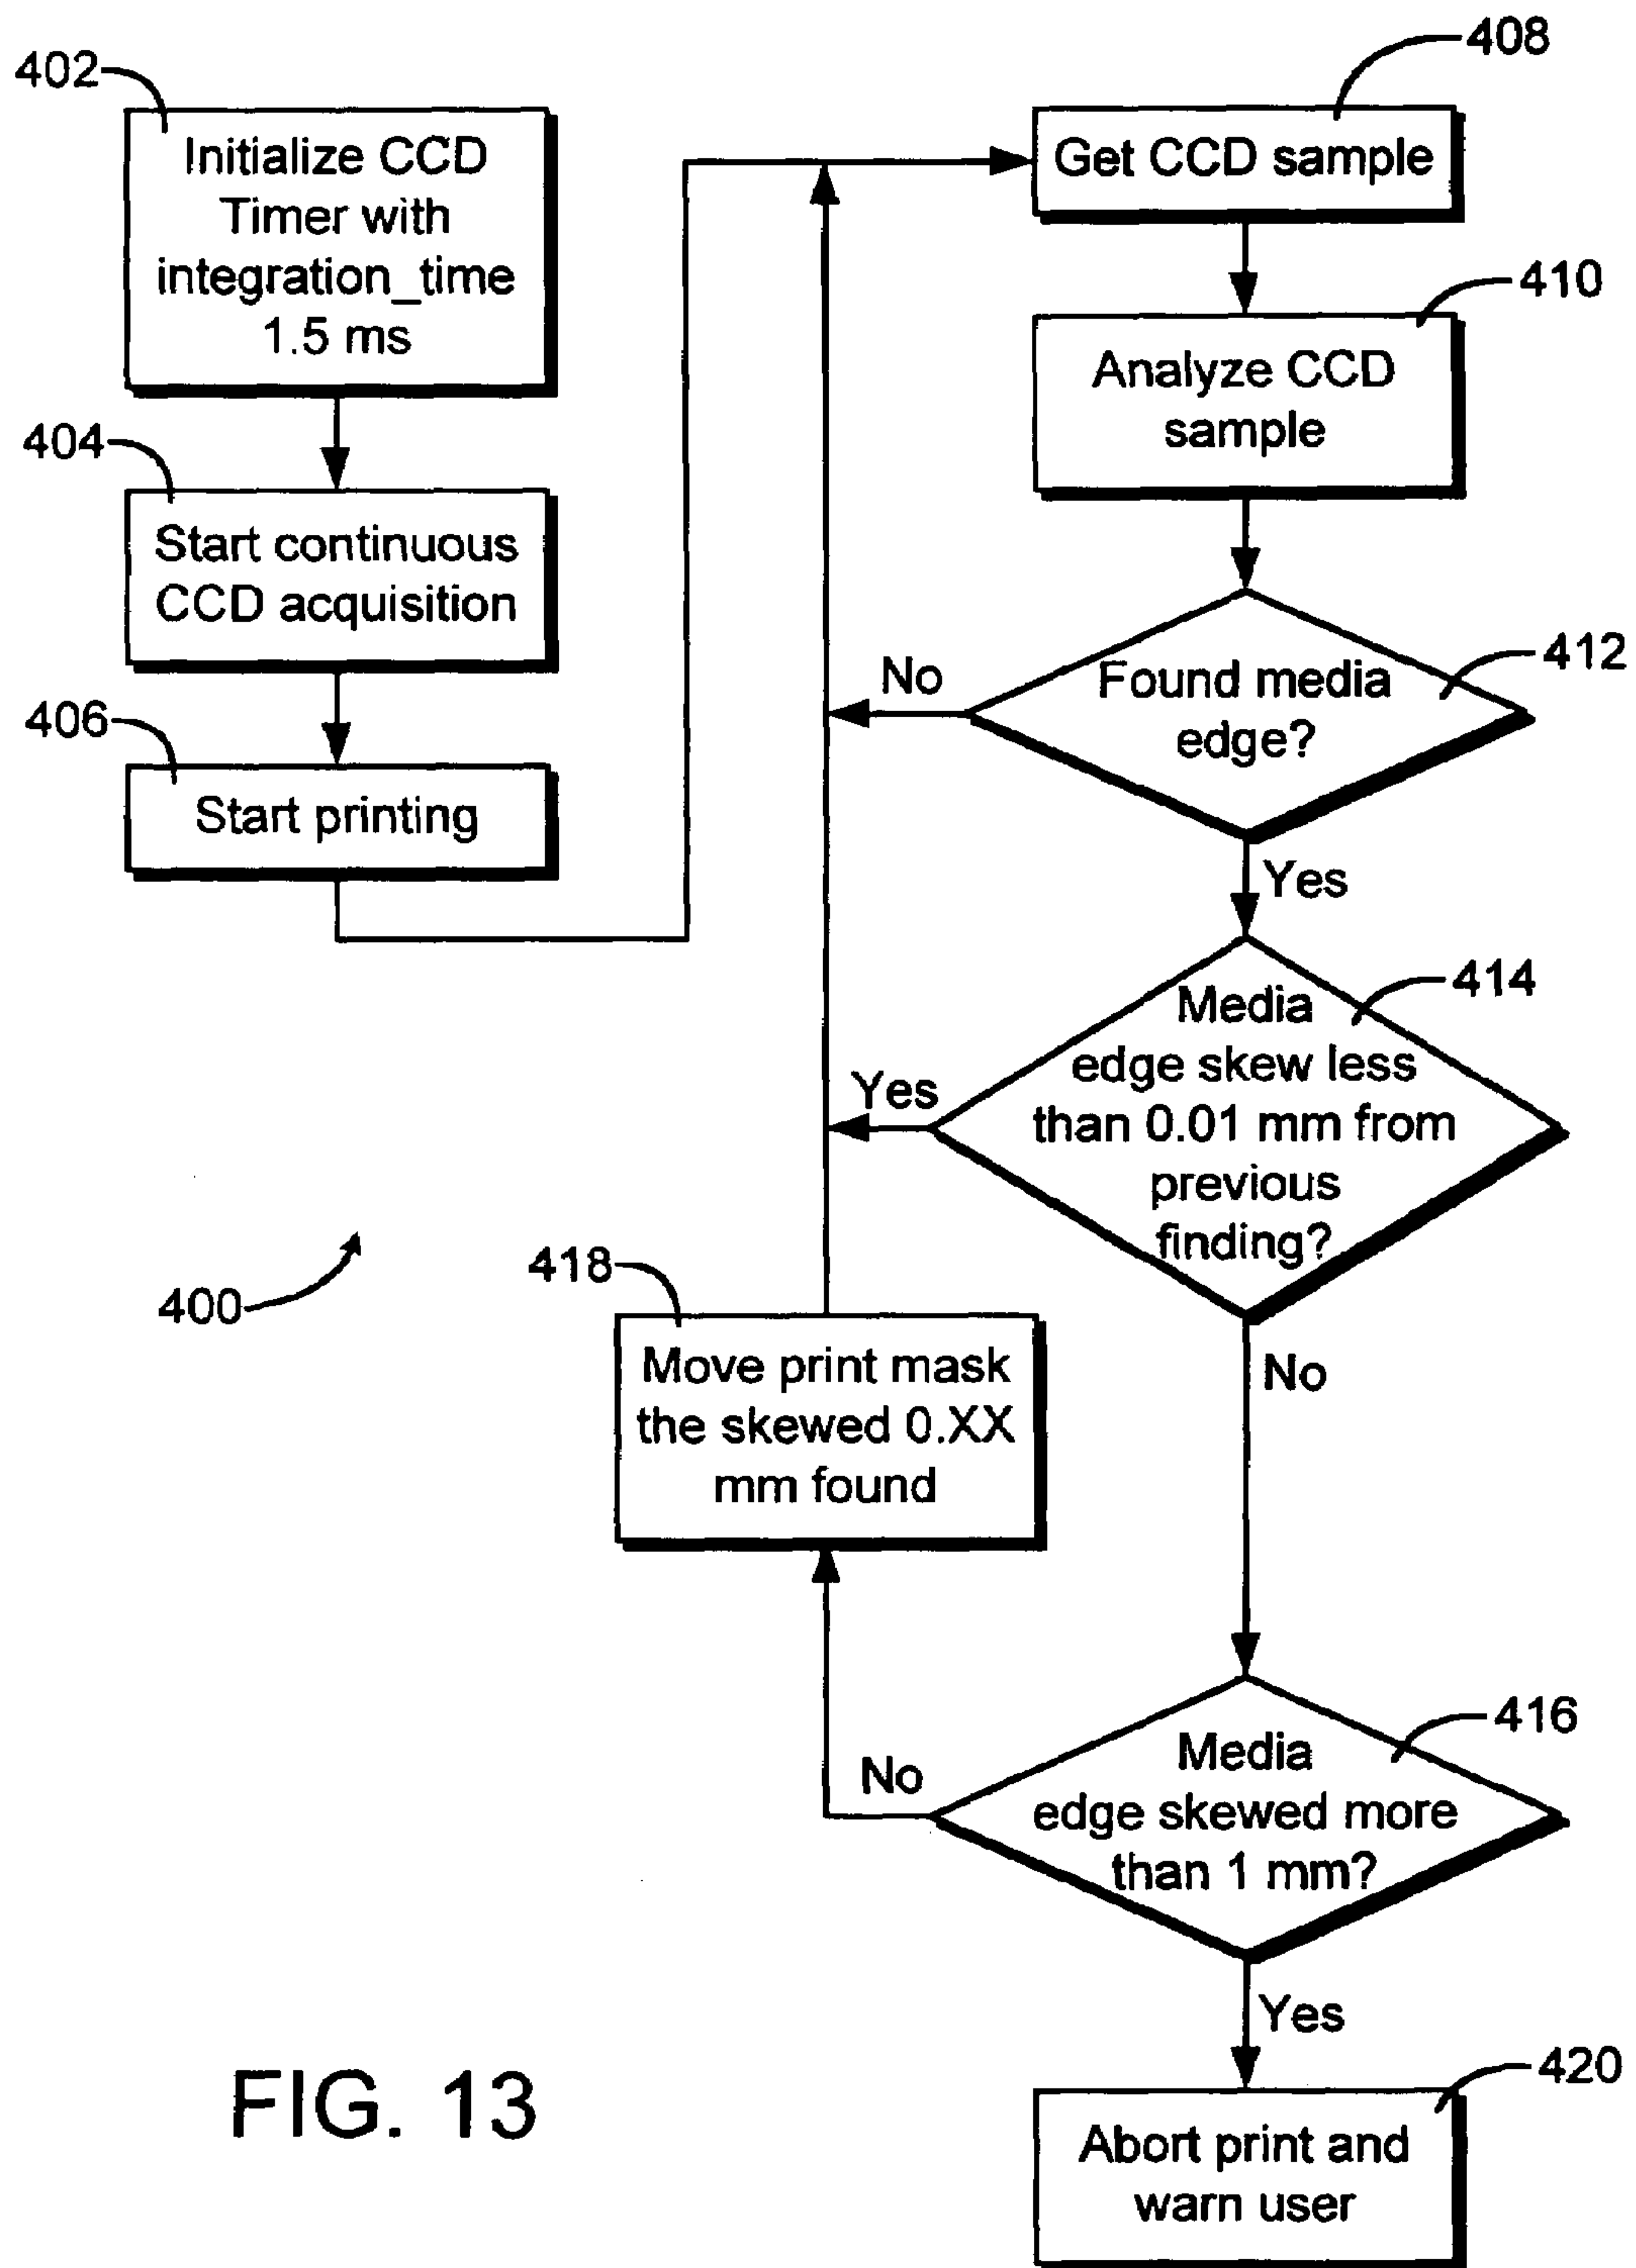 402
Initialize CCD
Timer with
integration_time
1.5 ms
404
Start continuous
CCD acquisition
406
Start printing
408
Get CCD sample
410
Analyze CCD
sample
412
Found media
edge?
No
Yes
414
Media
edge skew less
than 0.01 mm from
previous
finding?
Yes
No
418
Move print mask
the skewed 0.XX
mm found
400
416
Media
edge skewed more
than 1 mm?
No
Yes
420
Abort print and
warn user
FIG. 13